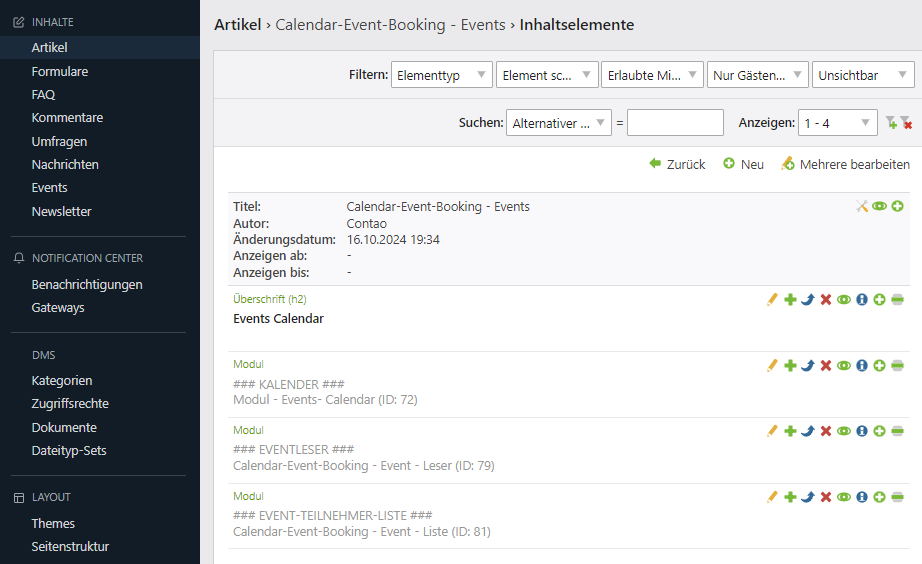 INHALTE
Artikel
Formulare
FAQ
Kommentare
Umfragen
Nachrichten
Events
Newsletter
NOTIFICATION CENTER
Benachrichtigungen
Gateways
DMS
Kategorien
Zugriffsrechte
Dokumente
Dateityp-Sets
LAYOUT
Themes
Seitenstruktur
Artikel › Calendar-Event-Booking - Events › Inhaltselemente
Filtern: Elementtyp Element sc... Erlaubte Mi... Nur Gästen... Unsichtbar
Suchen: Alternativer ... = Anzeigen: 1 - 4
Zurück Neu Mehrere bearbeiten
Titel: Calendar-Event-Booking - Events
Autor: Contao
Änderungsdatum: 16.10.2024 19:34
Anzeigen ab: -
Anzeigen bis: -
Überschrift (h2)
Events Calendar
Modul
### KALENDER ###
Modul - Events- Calendar (ID: 72)
Modul
### EVENTLESER ###
Calendar-Event-Booking - Event - Leser (ID: 79)
Modul
### EVENT-TEILNEHMER-LISTE ###
Calendar-Event-Booking - Event - Liste (ID: 81)